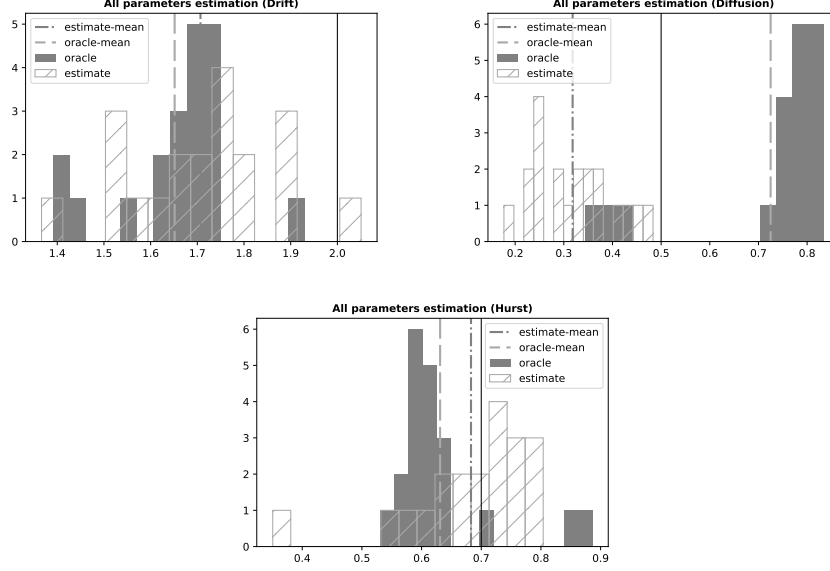 All parameters estimation (Drift)
estimate-mean
oracle-mean
oracle
estimate
5
4
3
2
1
0
1.4 1.5 1.6 1.7 1.8 1.9 2.0
All parameters estimation (Diffusion)
estimate-mean
oracle-mean
oracle
estimate
6
5
4
3
2
1
0
0.2 0.3 0.4 0.5 0.6 0.7 0.8
All parameters estimation (Hurst)
estimate-mean
oracle-mean
oracle
estimate
6
5
4
3
2
1
0
0.4 0.5 0.6 0.7 0.8 0.9